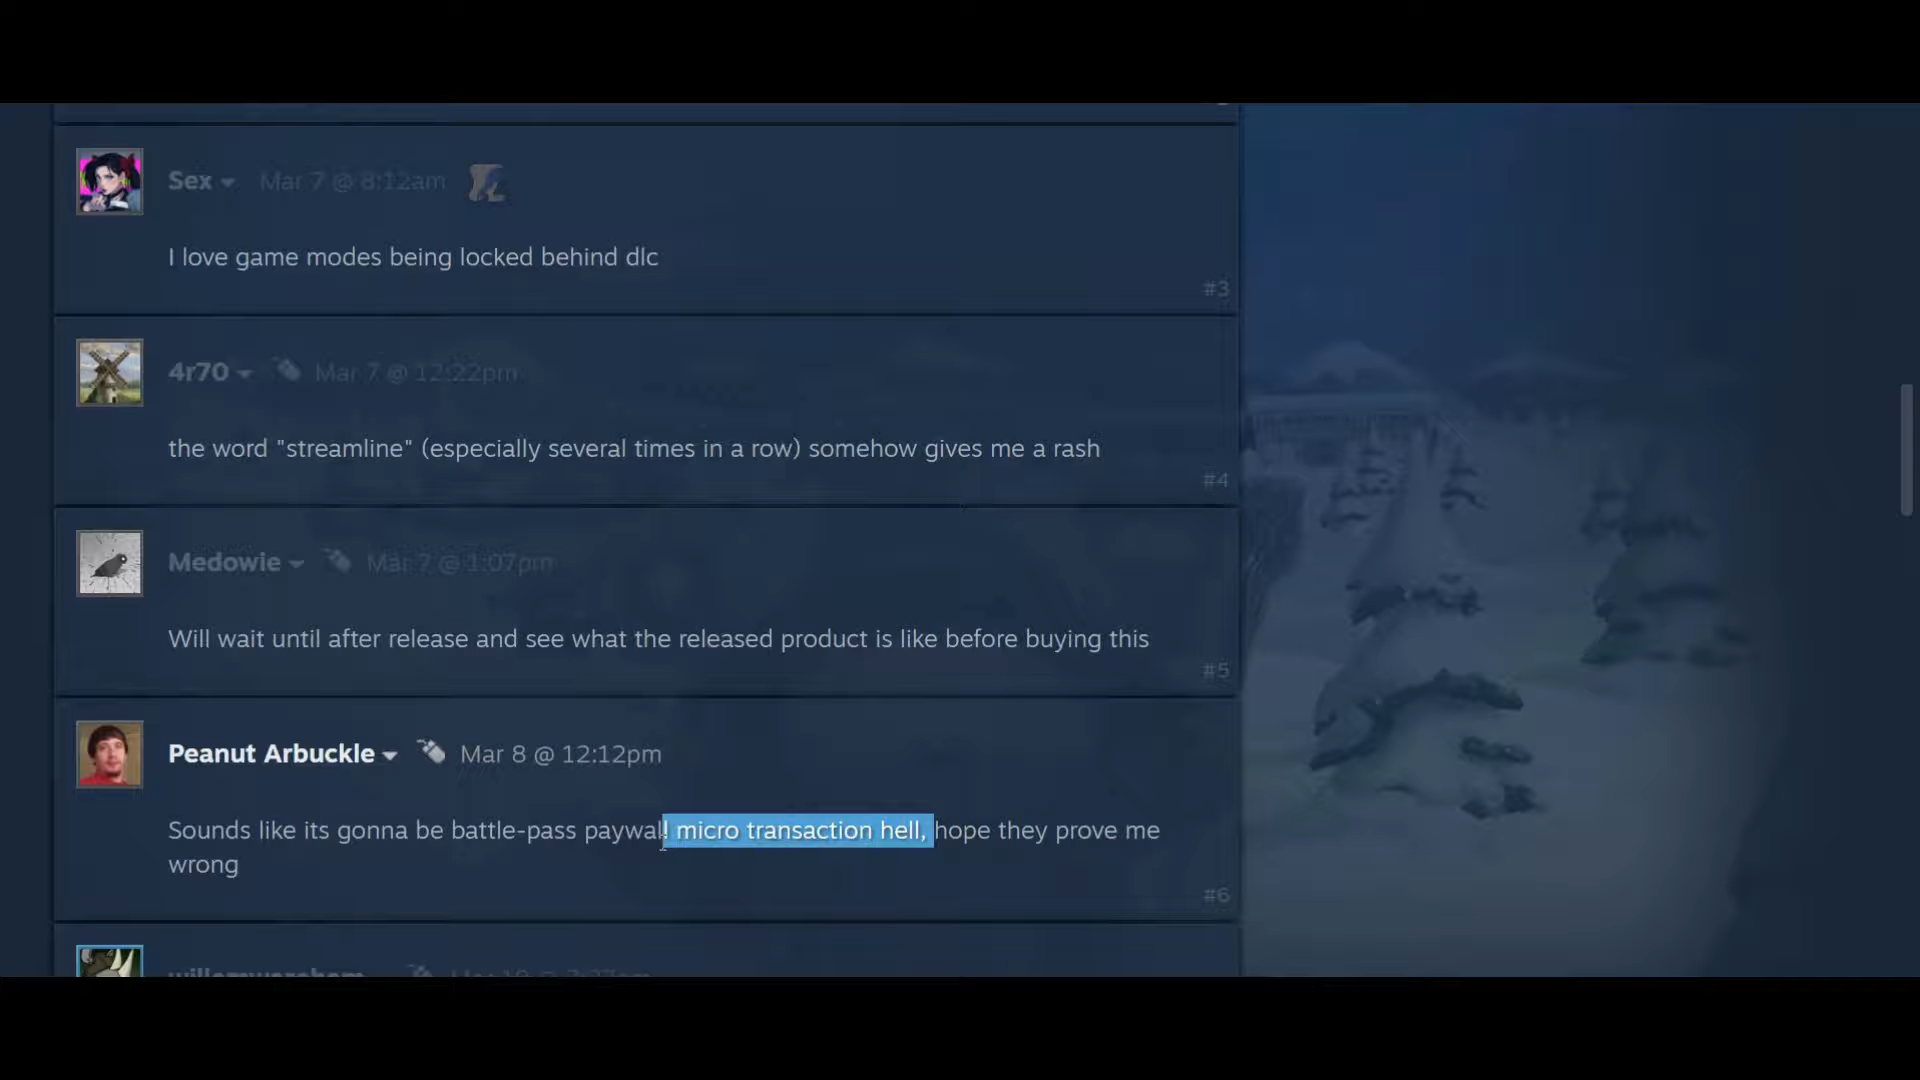 Sex Mar 7 @ 8:12am
I love game modes being locked behind dlc
#3
4r70 Mar 7 @ 12:22pm
the word "streamline" (especially several times in a row) somehow gives me a rash
#4
Medowie Mar 7 @ 1:07pm
Will wait until after release and see what the released product is like before buying this
#5
Peanut Arbuckle Mar 8 @ 12:12pm
Sounds like its gonna be battle-pass paywall micro transaction hell, hope they prove me
wrong
#6